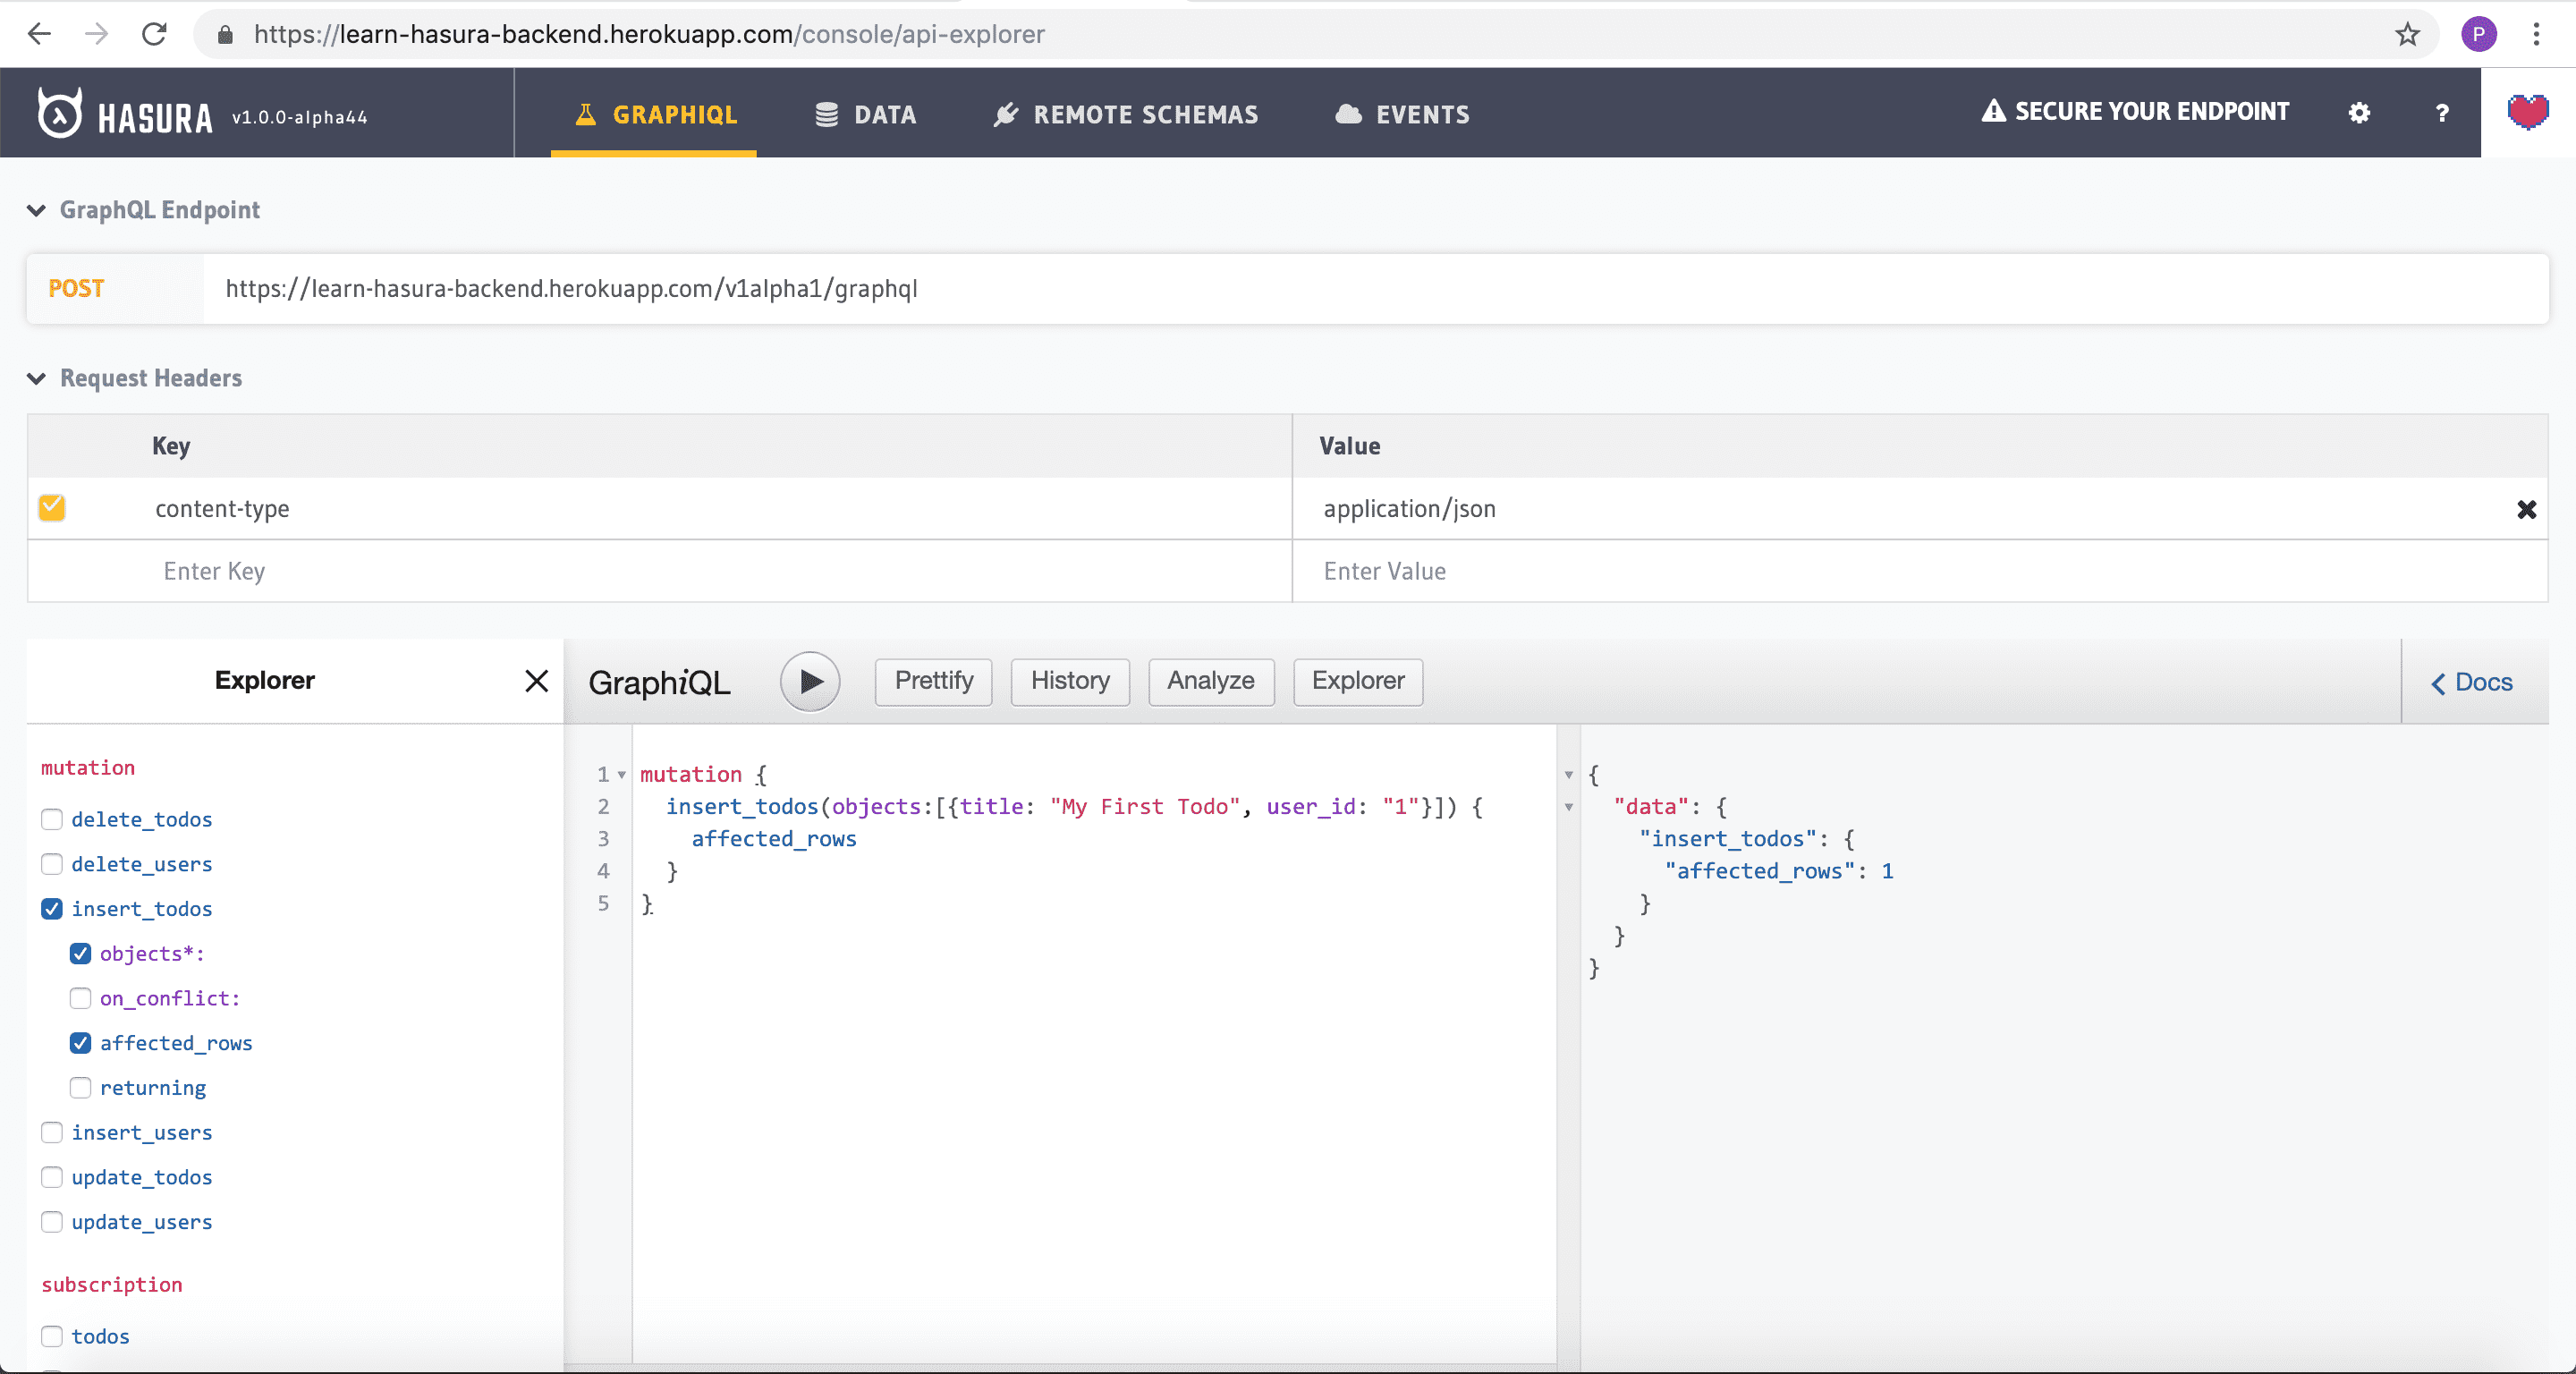 https://learn-hasura-backend.herokuapp.com/console/api-explorer
P
HASURA v1.0.0-alpha44
GRAPHIQL
DATA
REMOTE SCHEMAS
EVENTS
SECURE YOUR ENDPOINT
?
GraphQL Endpoint
POST https://learn-hasura-backend.herokuapp.com/v1alpha1/graphql
Request Headers
Key Value
content-type application/json
Enter Key Enter Value
Explorer
GraphiQL
Prettify
History
Analyze
Explorer
Docs
mutation
delete_todos
delete_users
insert_todos
objects*:
on_conflict:
affected_rows
returning
insert_users
update_todos
update_users
subscription
todos
1 mutation {
2 insert_todos(objects:[{title: "My First Todo", user_id: "1"}]) {
3 affected_rows
4 }
5 }
{
"data": {
"insert_todos": {
"affected_rows": 1
}
}
}